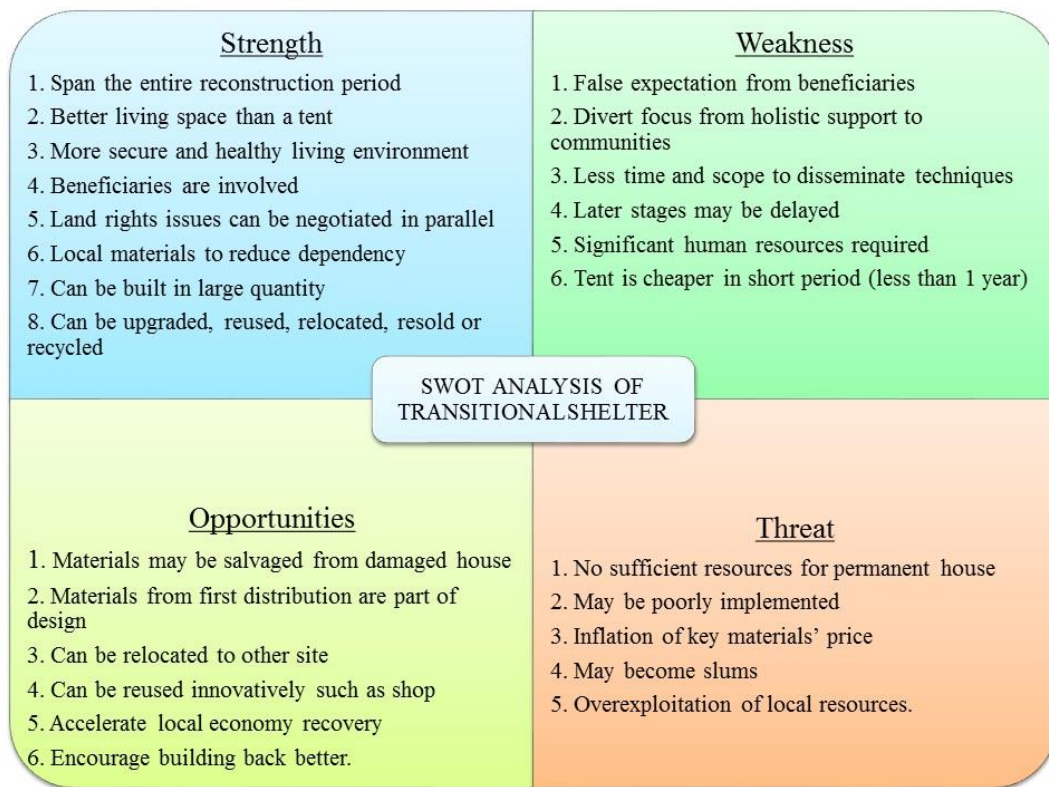 Strength
1. Span the entire reconstruction period
2. Better living space than a tent
3. More secure and healthy living environment
4. Beneficiaries are involved
5. Land rights issues can be negotiated in parallel
6. Local materials to reduce dependency
7. Can be built in large quantity
8. Can be upgraded, reused, relocated, resold or
recycled
Weakness
1. False expectation from beneficiaries
2. Divert focus from holistic support to
communities
3. Less time and scope to disseminate techniques
4. Later stages may be delayed
5. Significant human resources required
6. Tent is cheaper in short period (less than 1 year)
SWOT ANALYSIS OF
TRANSITIONALSHELTER
Opportunities
1. Materials may be salvaged from damaged house
2. Materials from first distribution are part of
design
3. Can be relocated to other site
4. Can be reused innovatively such as shop
5. Accelerate local economy recovery
6. Encourage building back better.
Threat
1. No sufficient resources for permanent house
2. May be poorly implemented
3. Inflation of key materials’ price
4. May become slums
5. Overexploitation of local resources.